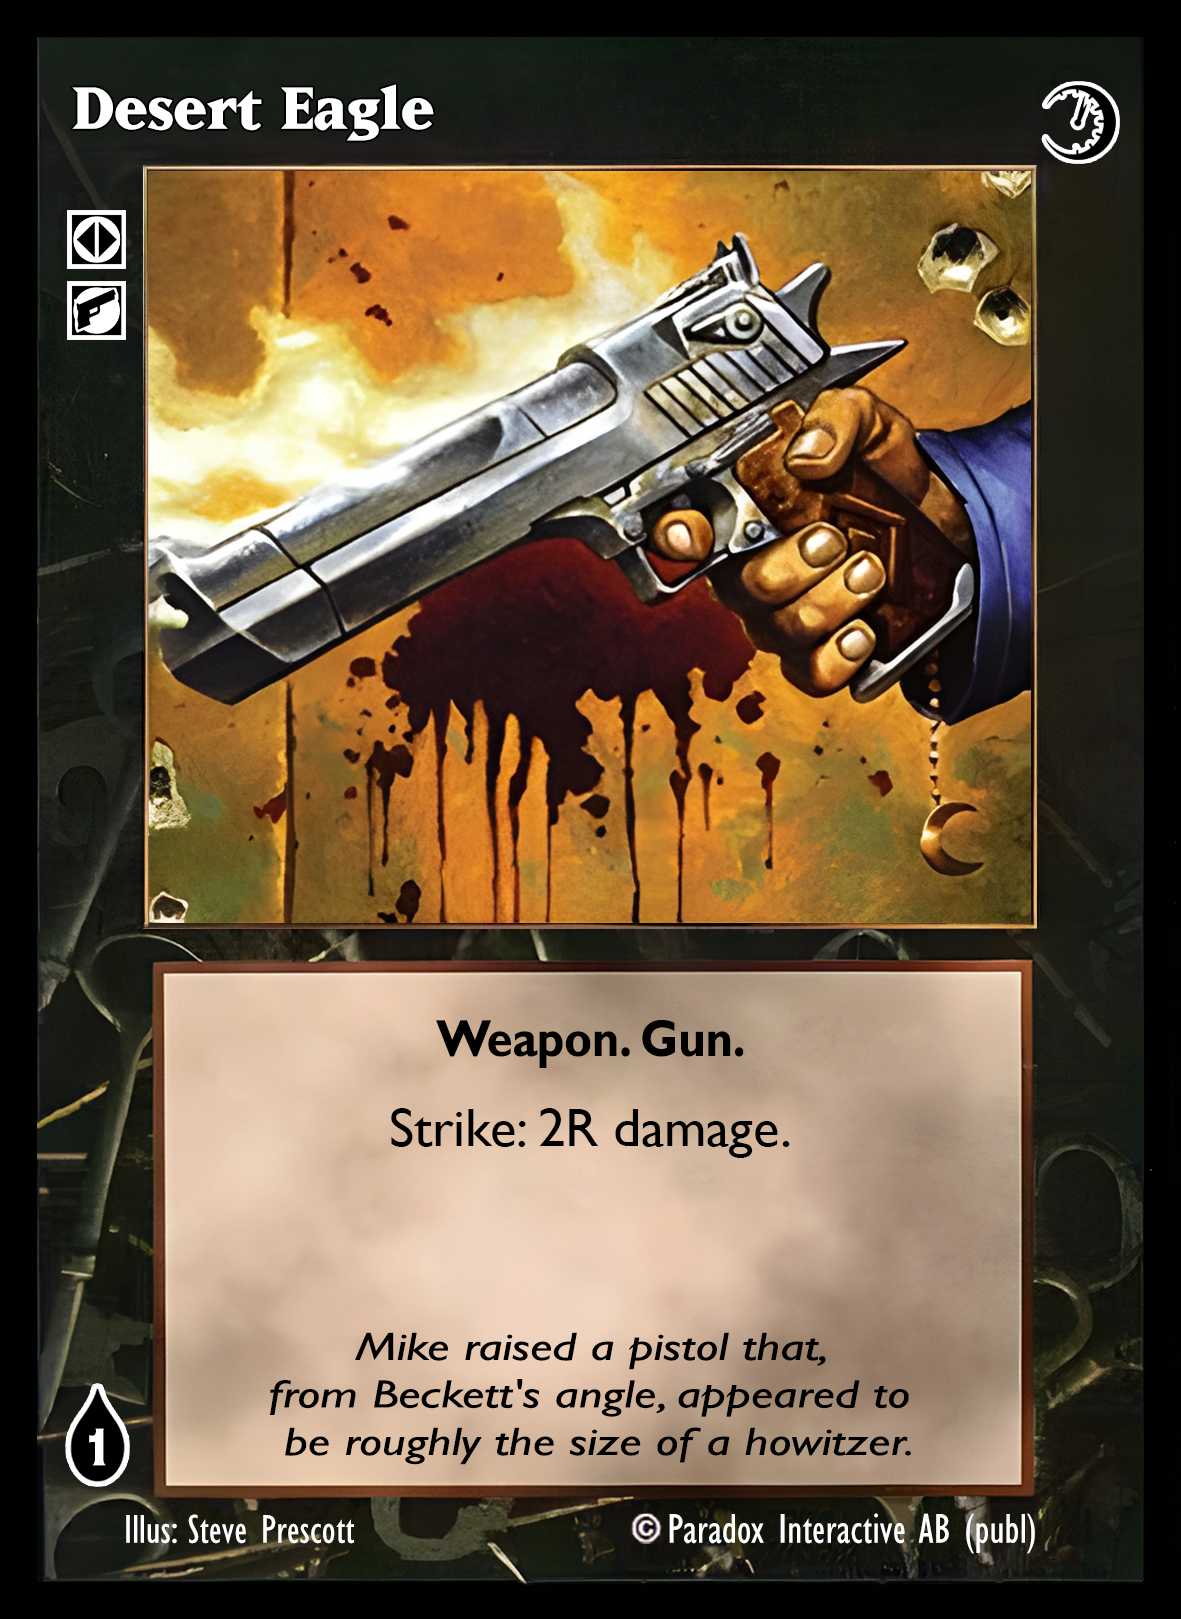 Desert Eagle
Weapon. Gun.
Strike: 2R damage.
Mike raised a pistol that,
from Beckett's angle, appeared to
be roughly the size of a howitzer.
1
Illus: Steve Prescott
© Paradox Interactive AB (publ)